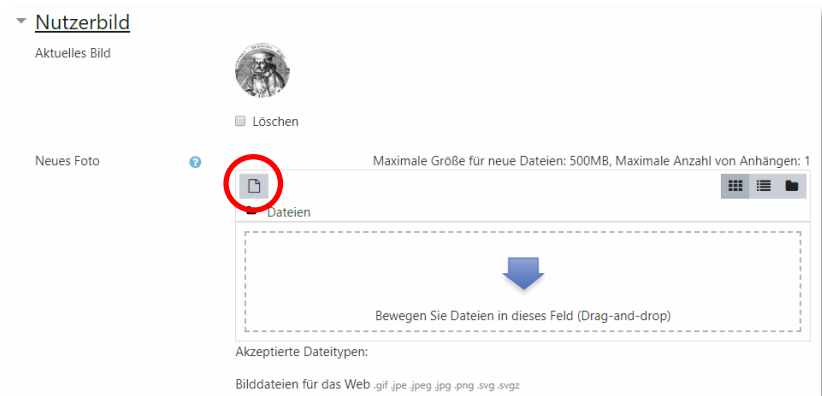 Nutzerbild
Aktuelles Bild
Löschen
Neues Foto
Maximale Größe für neue Dateien: 500MB, Maximale Anzahl von Anhängen: 1
Dateien
Bewegen Sie Dateien in dieses Feld (Drag-and-drop)
Akzeptierte Dateitypen:
Bilddateien für das Web .gif .jpe .jpeg .jpg .png .svg .svgz